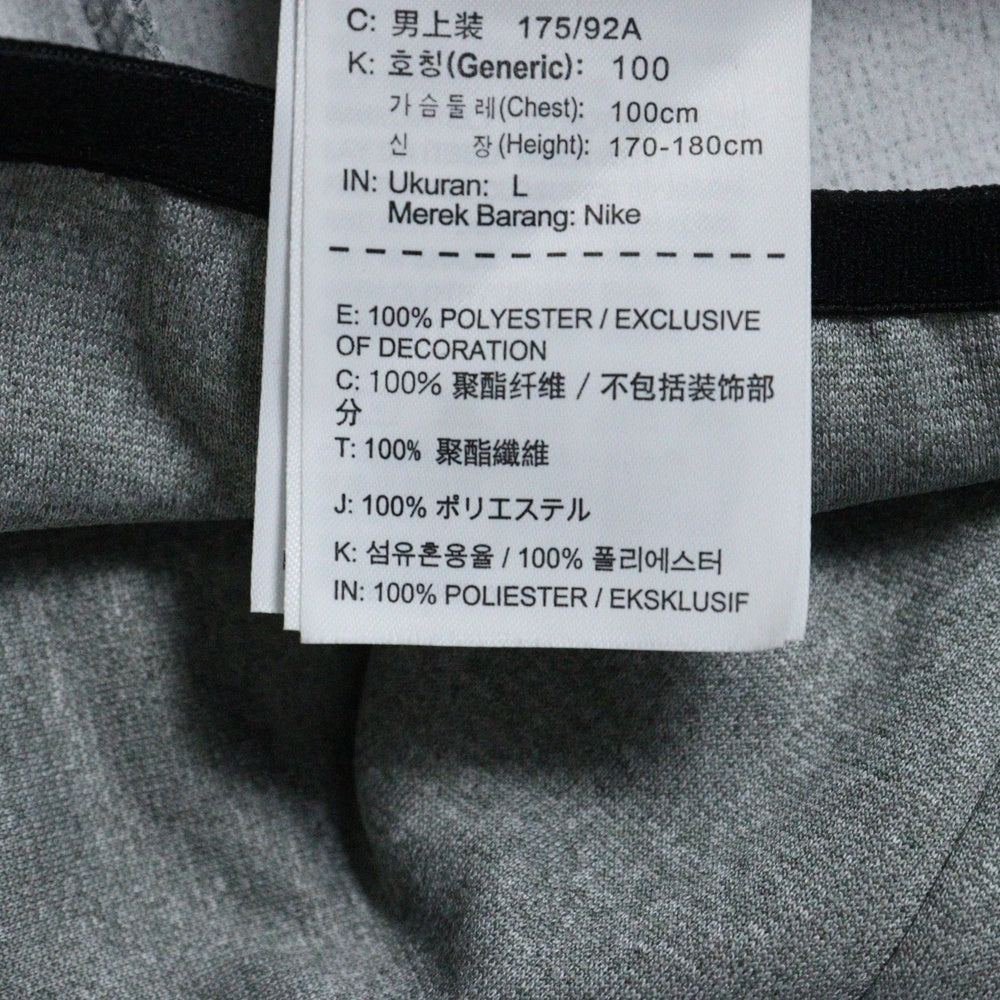 C: 男上装 175/92A
K: 호칭(Generic): 100
가슴둘레(Chest): 100cm
신 장(Height): 170-180cm
IN: Ukuran: L
Merek Barang: Nike
E: 100% POLYESTER / EXCLUSIVE
OF DECORATION
C: 100% 聚酯纤维 / 不包括装饰部
分
T: 100% 聚酯纖維
J: 100% ポリエステル
K: 섬유혼용율 / 100% 폴리에스터
IN: 100% POLIESTER / EKSKLUSIF